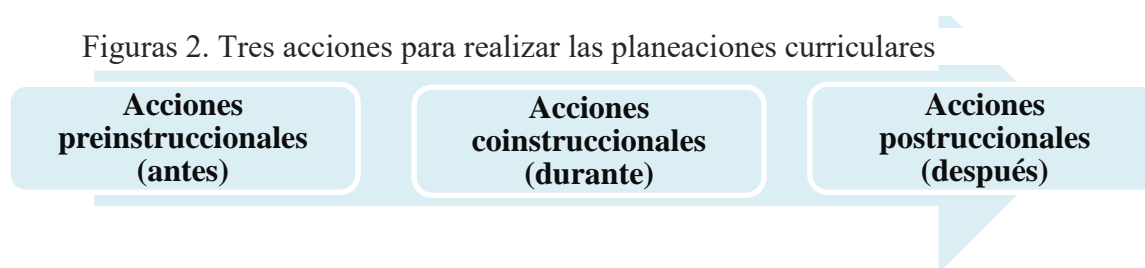 Figuras 2. Tres acciones para realizar las planeaciones curriculares
Acciones
preinstruccionales
(antes)
Acciones
coinstruccionales
(durante)
Acciones
postruccionales
(después)